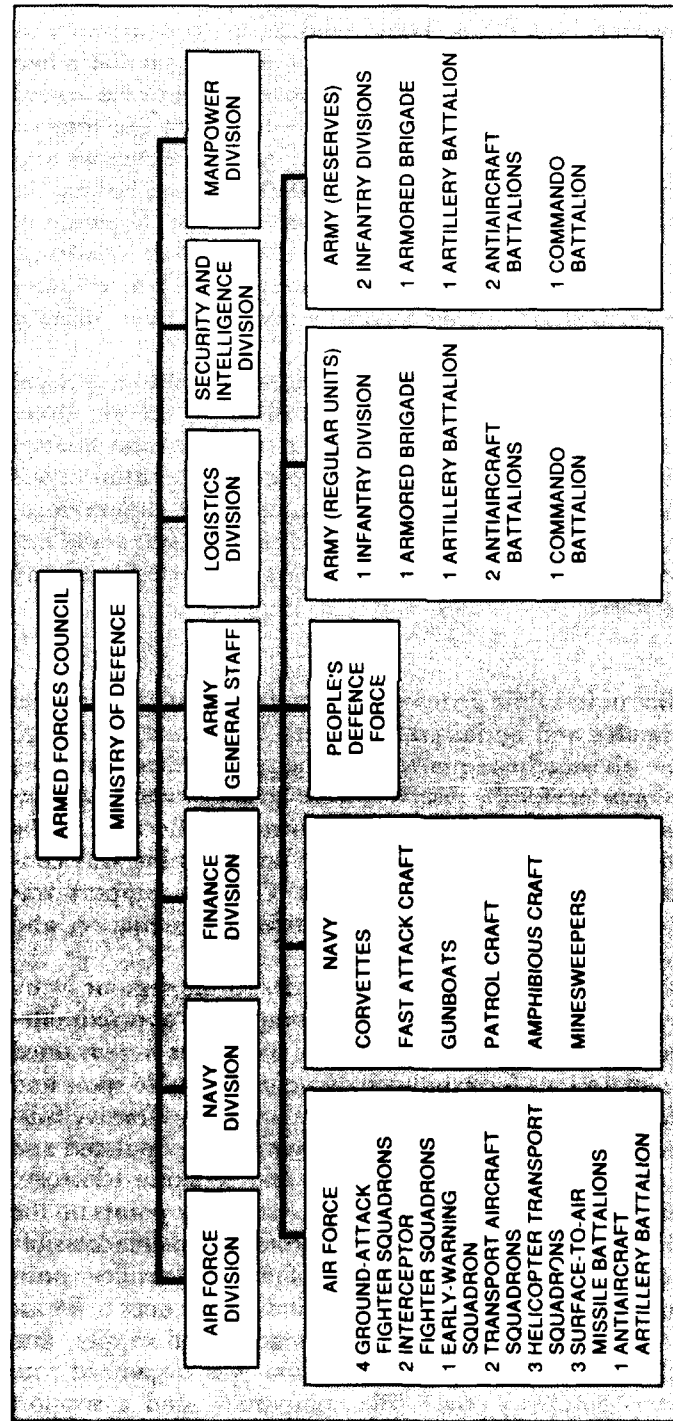 ARMED FORCES COUNCIL
MINISTRY OF DEFENCE
AIR FORCE
DIVISION
NAVY
DIVISION
FINANCE
DIVISION
ARMY
GENERAL STAFF
LOGISTICS
DIVISION
SECURITY AND
INTELLIGENCE
DIVISION
MANPOWER
DIVISION
AIR FORCE
4 GROUND-ATTACK
FIGHTER SQUADRONS
2 INTERCEPTOR
FIGHTER SQUADRONS
1 EARLY-WARNING
SQUADRON
2 TRANSPORT AIRCRAFT
SQUADRONS
3 HELICOPTER TRANSPORT
SQUADRONS
3 SURFACE-TO-AIR
MISSILE BATTALIONS
1 ANTIAIRCRAFT
ARTILLERY BATTALION
NAVY
CORVETTES
FAST ATTACK CRAFT
GUNBOATS
PATROL CRAFT
AMPHIBIOUS CRAFT
MINESWEEPERS
PEOPLE'S
DEFENCE
FORCE
ARMY (REGULAR UNITS)
1 INFANTRY DIVISION
1 ARMORED BRIGADE
1 ARTILLERY BATTALION
2 ANTIAIRCRAFT
BATTALIONS
1 COMMANDO
BATTALION
ARMY (RESERVES)
2 INFANTRY DIVISIONS
1 ARMORED BRIGADE
1 ARTILLERY BATTALION
2 ANTIAIRCRAFT
BATTALIONS
1 COMMANDO
BATTALION